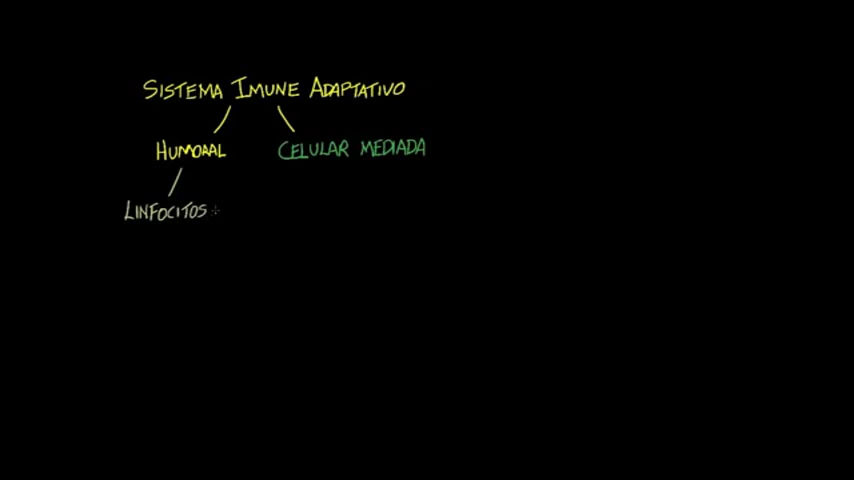 SISTEMA IMUNE ADAPTATIVO
HUMORAL CELULAR MEDIADA
LINFOCITOS